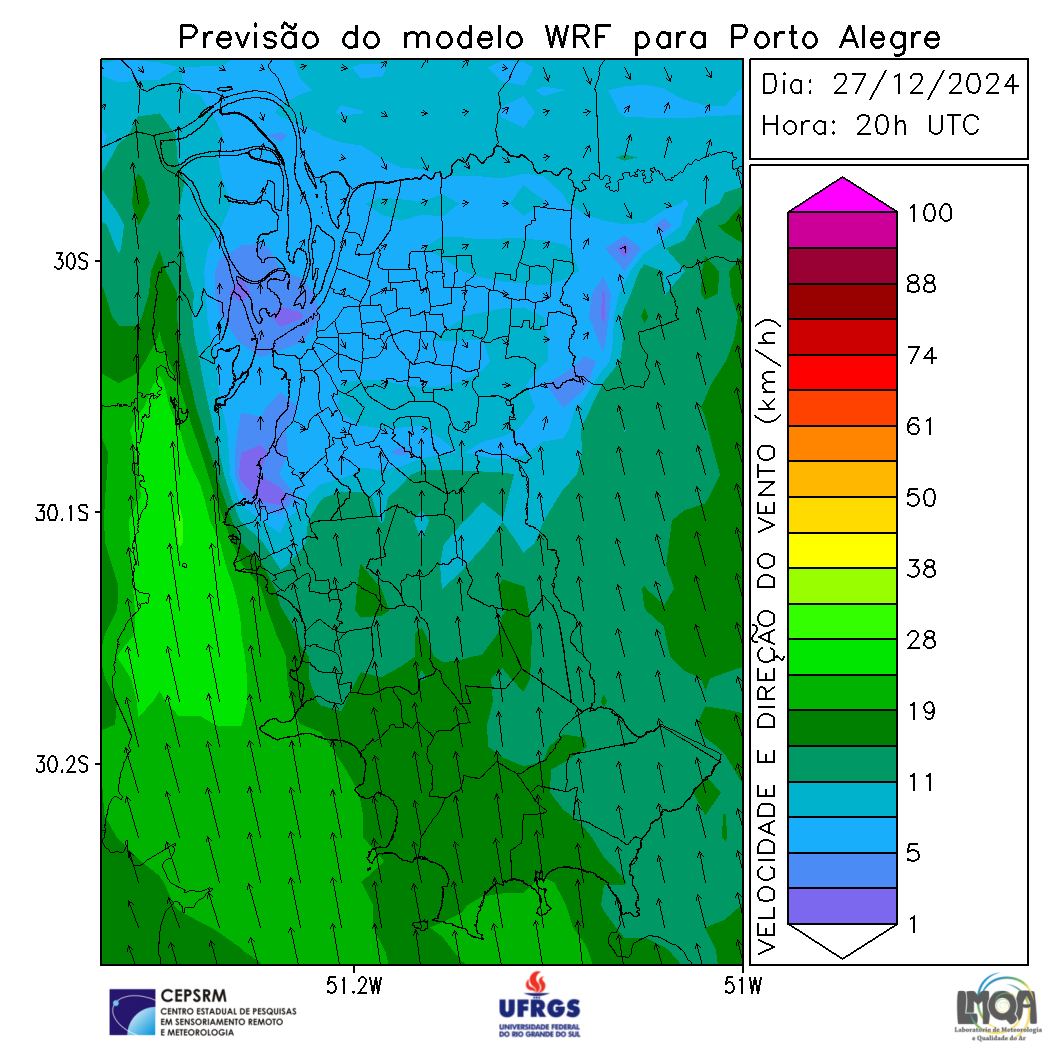 Previsão do modelo WRF para Porto Alegre
Dia: 27/12/2024
Hora: 20h UTC
30S
30.1S
30.2S
51.2W
51W
VELOCIDADE E DIREÇÃO DO VENTO (km/h)
100
88
74
61
50
38
28
19
11
5
1
CEPSRM
CENTRO ESTADUAL DE PESQUISAS
EM SENSORIAMENTO REMOTO
E METEOROLOGIA
UFRGS
UNIVERSIDADE FEDERAL
DO RIO GRANDE DO SUL
LMQA
Laboratório de Meteorologia
e Qualidade do Ar